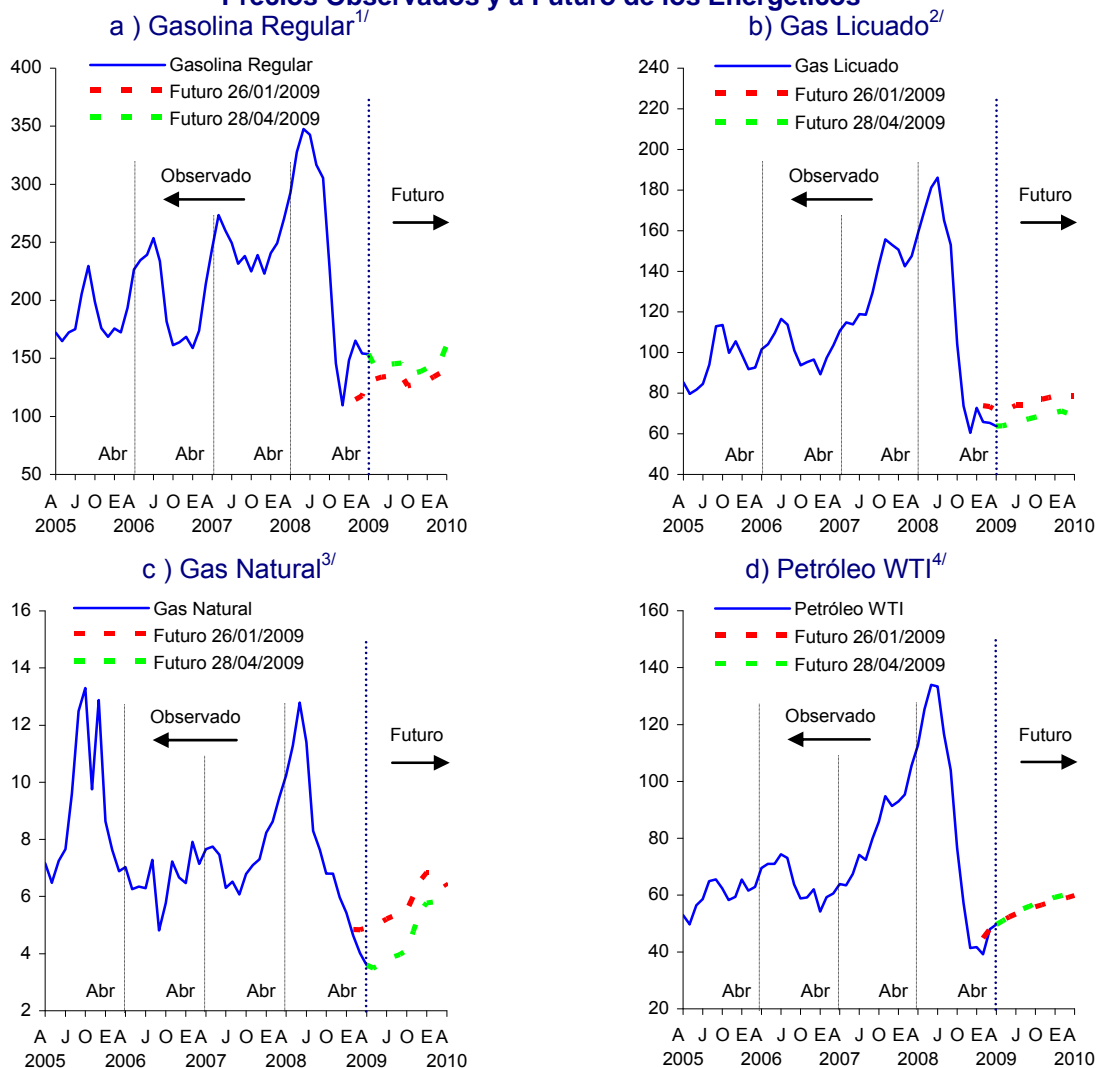 Precios Observados y a Futuro de los Energéticos
a ) Gasolina Regular1/
400
350
300
250
200
150
100
50
Gasolina Regular
Futuro 26/01/2009
Futuro 28/04/2009
Observado
Futuro
Abr Abr Abr Abr
A J O E A J O E A J O E A J O E A J O E A
2005 2006 2007 2008 2009 2010
b) Gas Licuado2/
240
220
200
180
160
140
120
100
80
60
40
Gas Licuado
Futuro 26/01/2009
Futuro 28/04/2009
Observado
Futuro
Abr Abr Abr Abr
A J O E A J O E A J O E A J O E A J O E A
2005 2006 2007 2008 2009 2010
c ) Gas Natural3/
16
14
12
10
8
6
4
2
Gas Natural
Futuro 26/01/2009
Futuro 28/04/2009
Observado
Futuro
Abr Abr Abr Abr
A J O E A J O E A J O E A J O E A J O E A
2005 2006 2007 2008 2009 2010
d) Petróleo WTI4/
160
140
120
100
80
60
40
20
Petróleo WTI
Futuro 26/01/2009
Futuro 28/04/2009
Observado
Futuro
Abr Abr Abr Abr
A J O E A J O E A J O E A J O E A J O E A
2005 2006 2007 2008 2009 2010